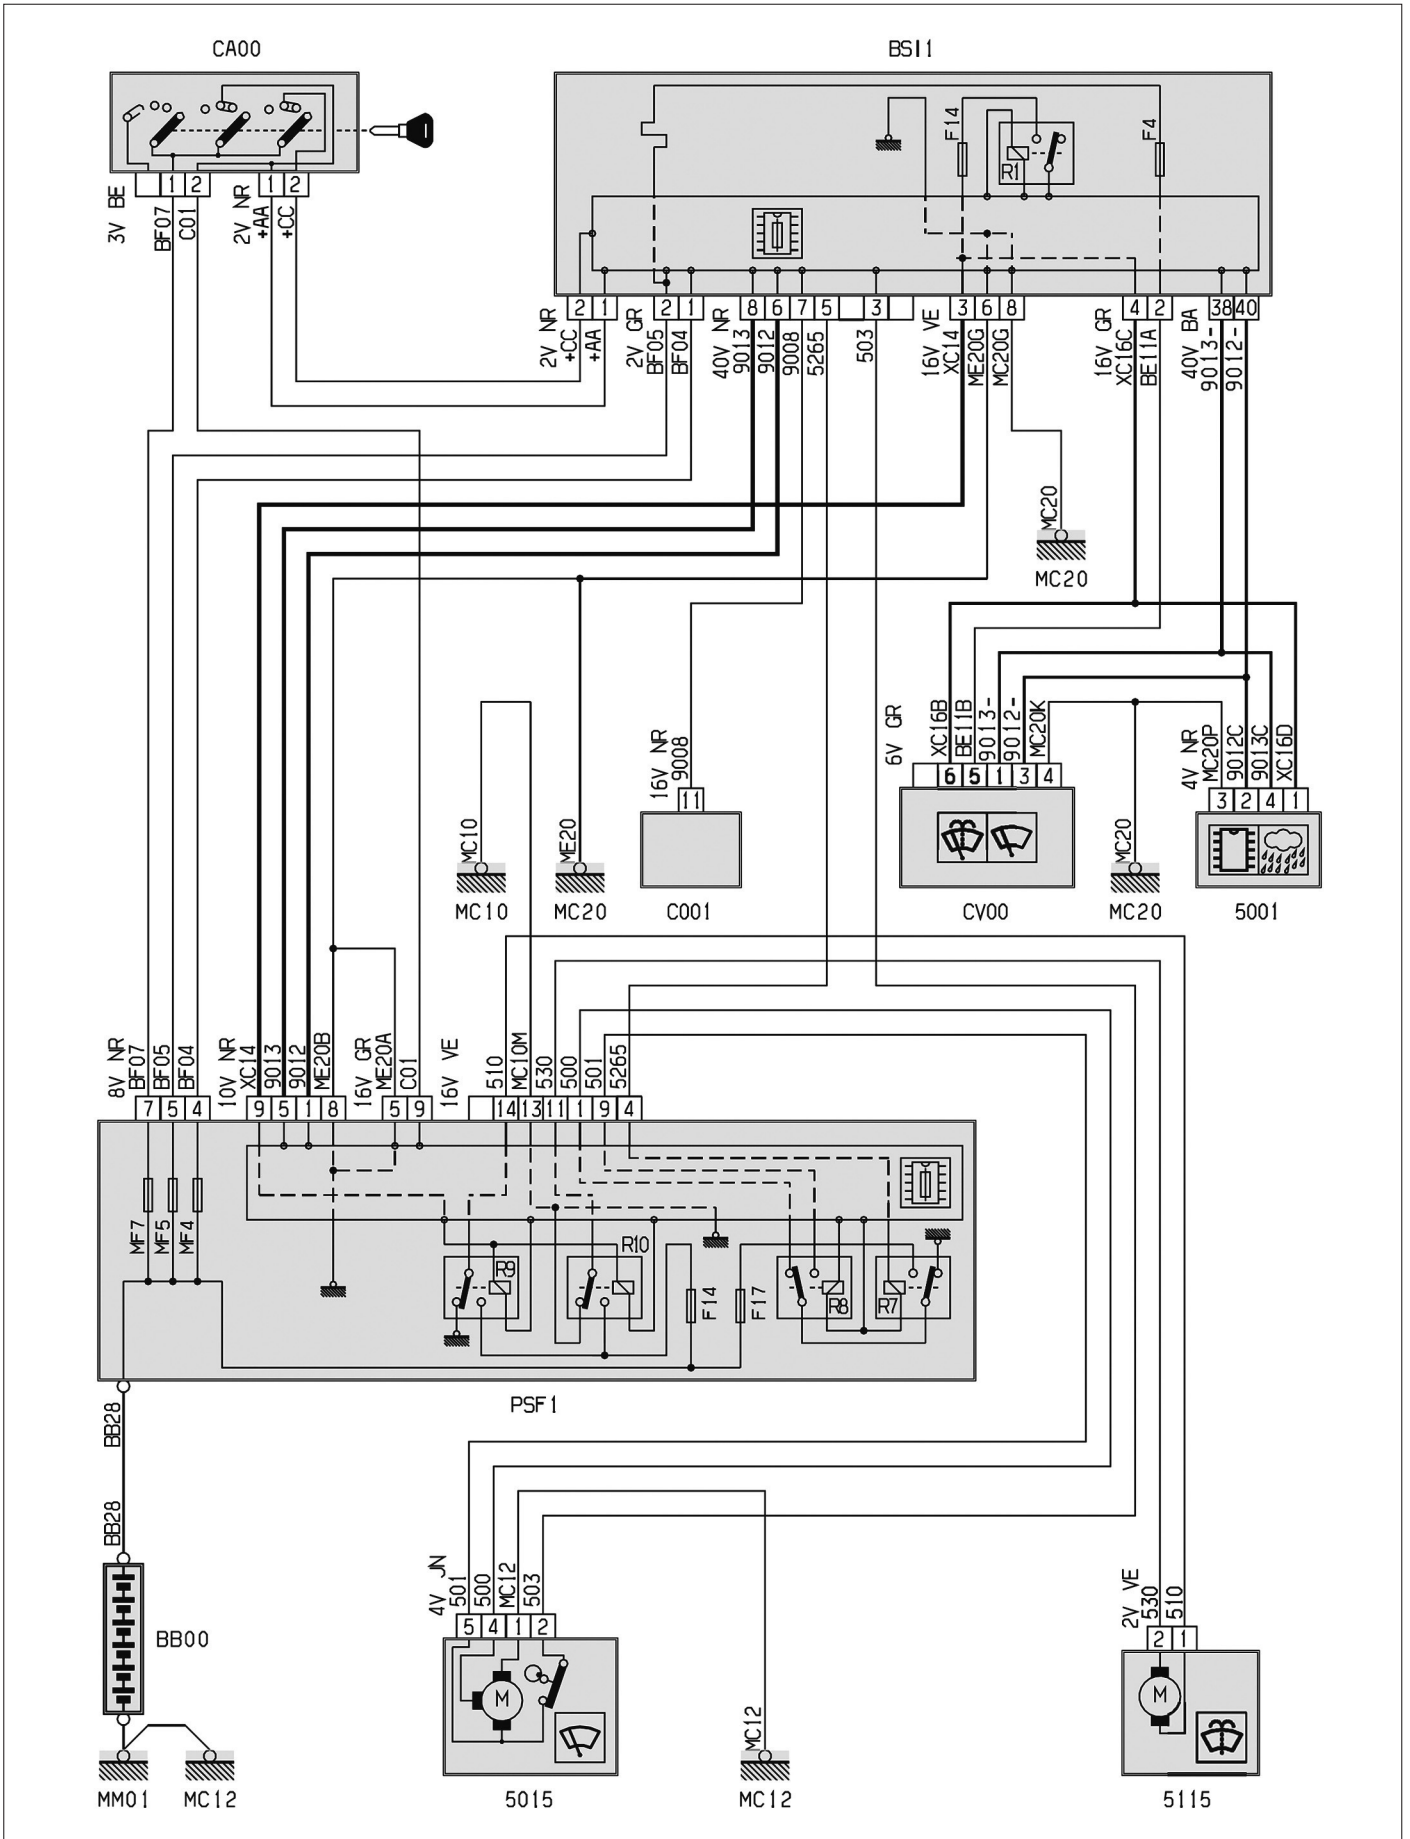 CA00
BSI1
F14
R1
F4
1
2
1
2
3V BE
BF07
C01
2V NR
+AA
+CC
2
1
2
1
8
6
7
5
3
3
6
8
4
2
38
40
2V NR
+CC
+AA
2V GR
BF05
BF04
40V NR
9013
9012
9008
5265
503
16V VE
XC14
ME20G
MC20G
16V GR
XC16C
BE11A
40V BA
9013-
9012-
MC20
MC20
6V GR
XC16B
BE11B
9013-
9012-
MC20K
4V NR
MC20P
9012C
9013C
XC16D
16V NR
9008
6
5
1
3
4
11
3
2
4
1
MC10
ME20
MC20
MC10
MC20
C001
CV00
MC20
5001
8V NR
BF07
BF05
BF04
10V NR
XC14
9013
9012
ME20B
16V GR
ME20A
C01
16V VE
510
MC10M
530
500
501
5265
7
5
4
9
5
1
8
5
9
14
13
11
1
9
4
MF7
MF5
MF4
R9
R10
F14
F17
R8
R7
PSF1
BB28
BB28
BB00
4V JN
501
500
MC12
503
5
4
1
2
M
2V VE
530
510
2
1
M
MC12
MM01
MC12
5015
MC12
5115